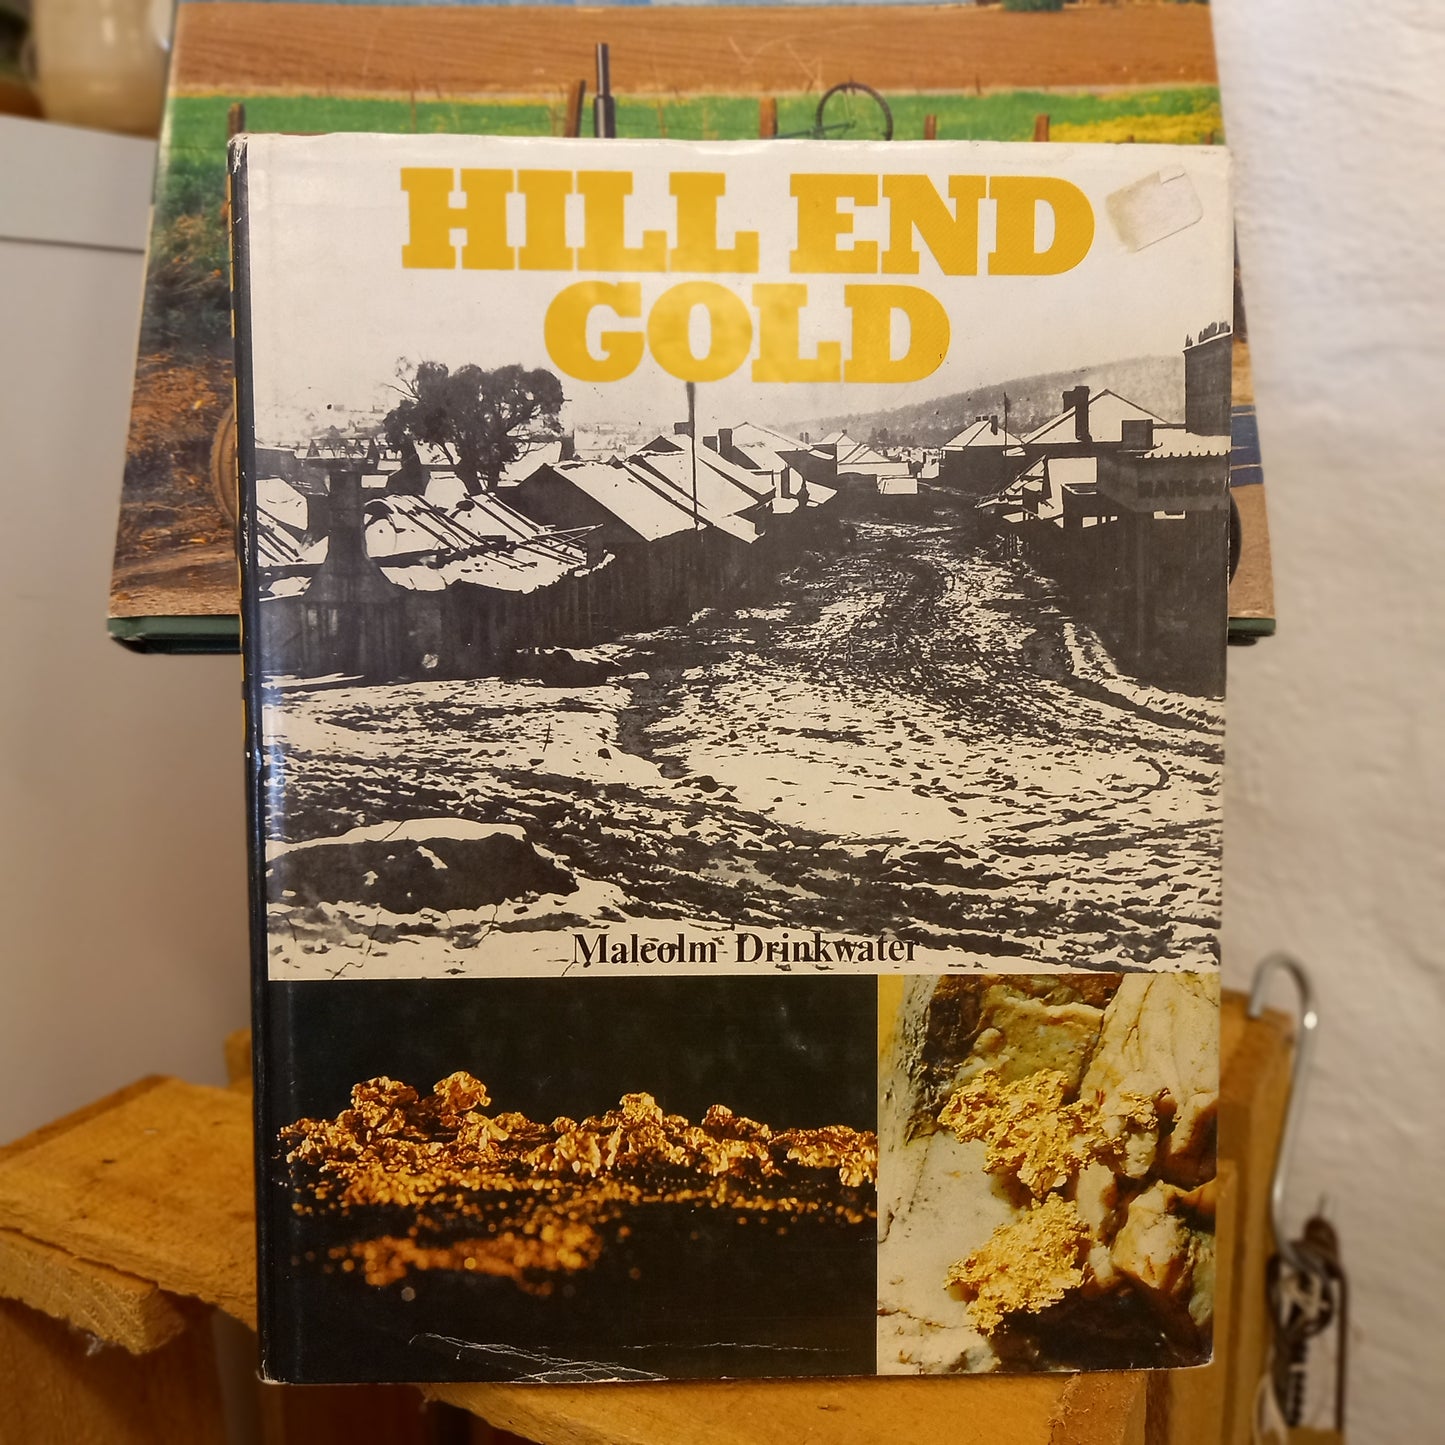 HILL END
GOLD
Malcolm Drinkwater